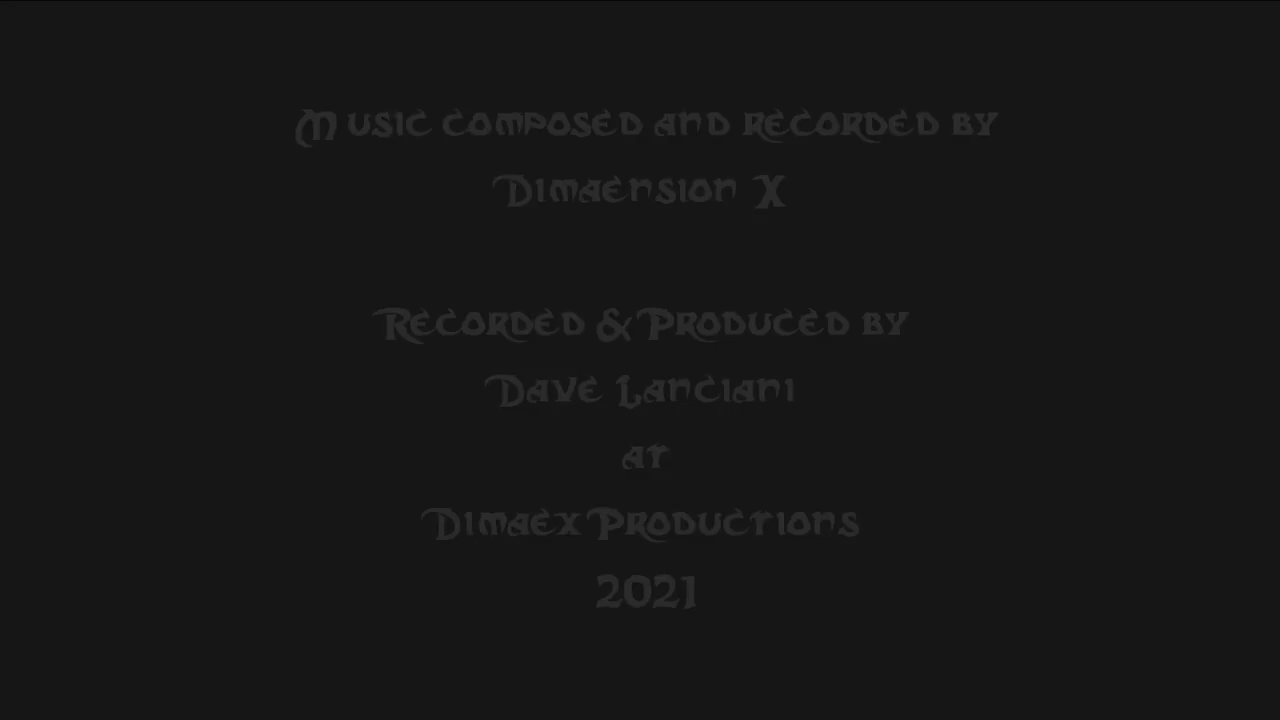 Music composed and recorded by
Dimaension X
Recorded & Produced by
Dave Lanciani
at
Dimaex Productions
2021